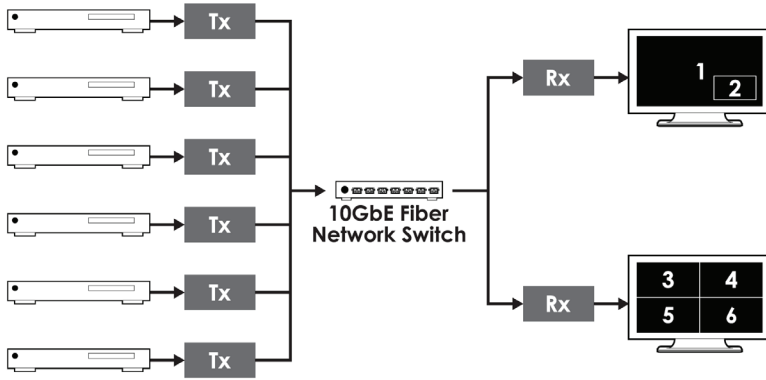 Tx
Tx
Tx
Tx
Tx
Tx
10GbE Fiber
Network Switch
Rx
1
2
Rx
3 4
5 6